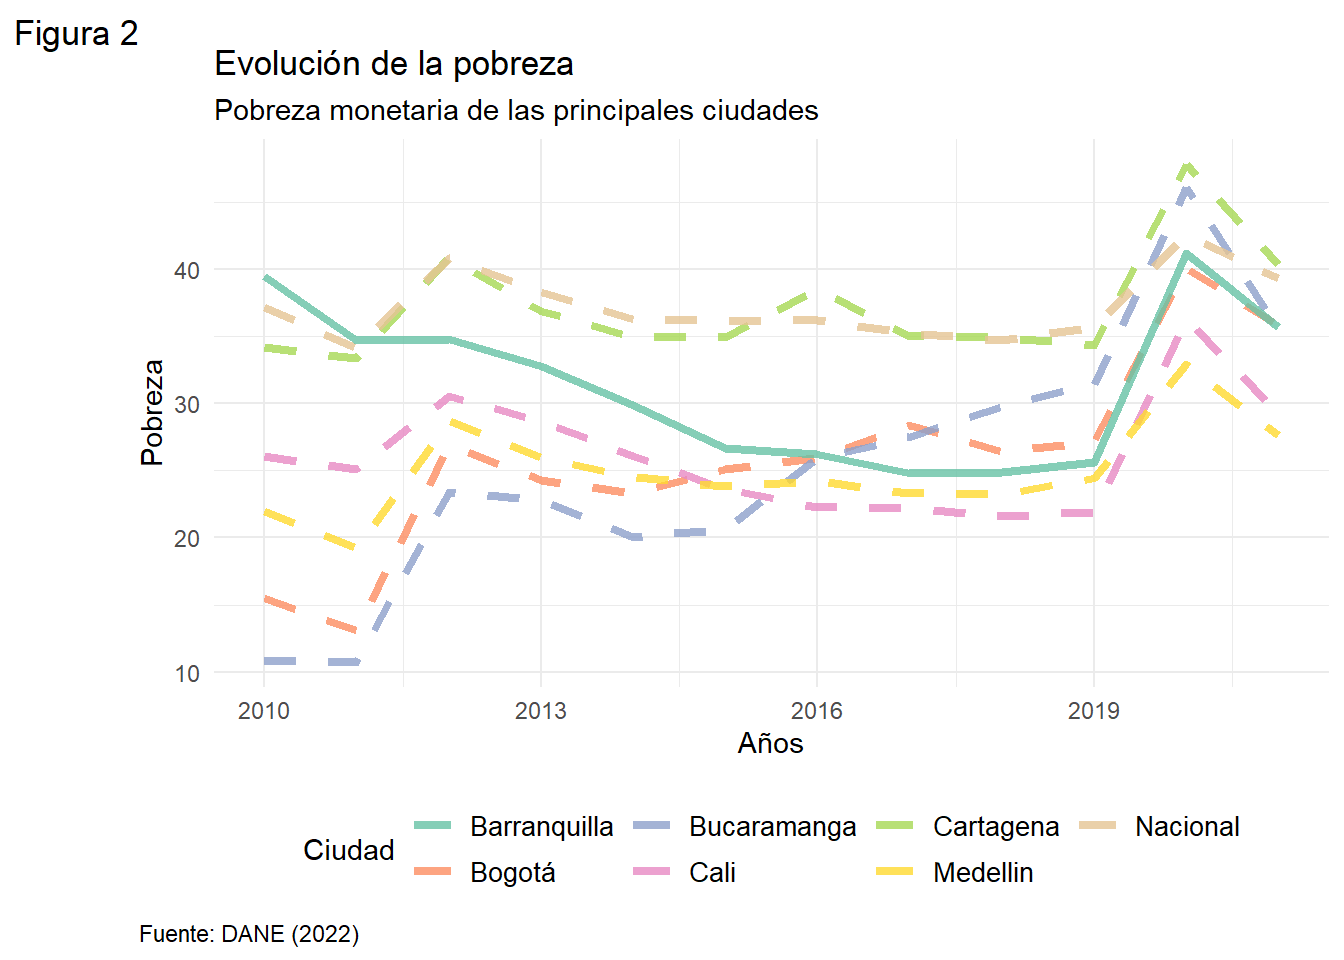 Figura 2
Evolución de la pobreza
Pobreza monetaria de las principales ciudades
Pobreza
40
30
20
10
2010 2013 2016 2019
Años
Ciudad
Barranquilla Bucaramanga Cartagena Nacional
Bogotá Cali Medellin
Fuente: DANE (2022)